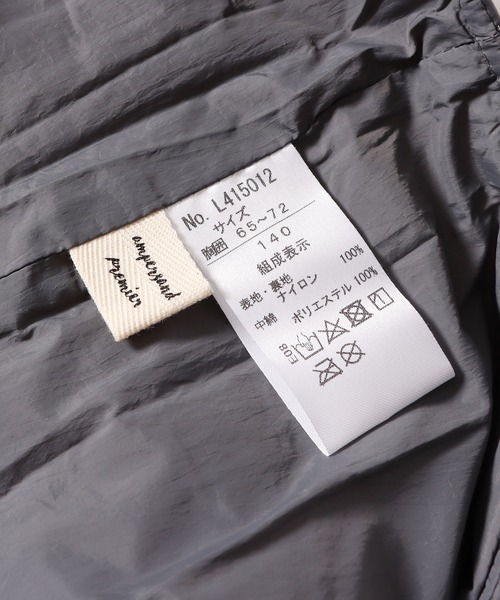 ampersand
premier
No. L415012
サイズ
胸囲 65~72
140
組成表示
表地・裏地
ナイロン 100%
中綿 ポリエステル 100%
E08